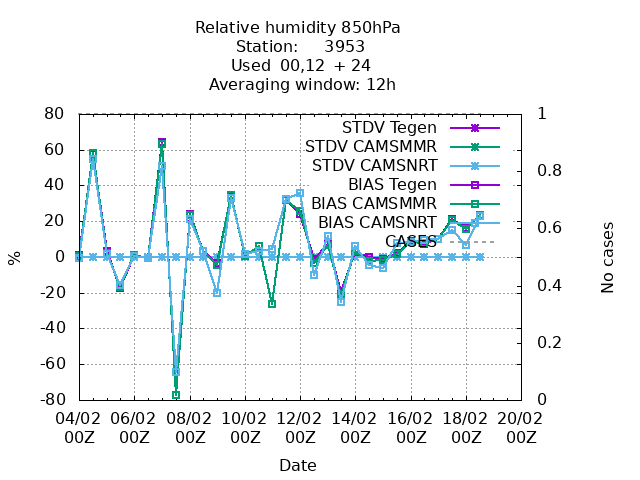 Relative humidity 850hPa
Station: 3953
Used 00,12 + 24
Averaging window: 12h
80 1
STDV Tegen
STDV CAMSMMR
60 0.8
STDV CAMSNRT
40 BIAS Tegen
BIAS CAMSMMR
20 0.6
BIAS CAMSNRT
CASES
% 0 No cases
-20 0.4
-40 0.2
-60
-80 0
04/02 06/02 08/02 10/02 12/02 14/02 16/02 18/02 20/02
00Z 00Z 00Z 00Z 00Z 00Z 00Z 00Z 00Z
Date